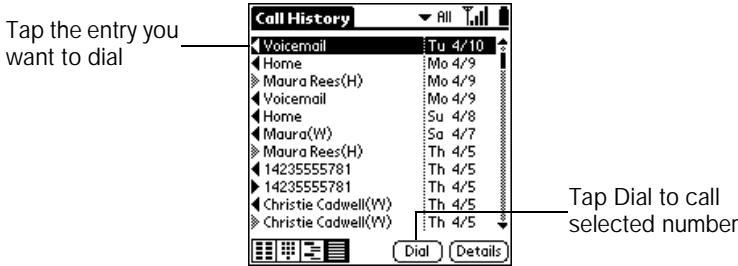 Call History All
Tap the entry you
want to dial
Voicemail Tu 4/10
Home Mo 4/9
Maura Rees(H) Mo 4/9
Voicemail Mo 4/9
Home Su 4/8
Maura(W) Sa 4/7
Maura Rees(H) Th 4/5
14235555781 Th 4/5
14235555781 Th 4/5
Christie Cadwell(W) Th 4/5
Christie Cadwell(W) Th 4/5
Dial Details
Tap Dial to call
selected number